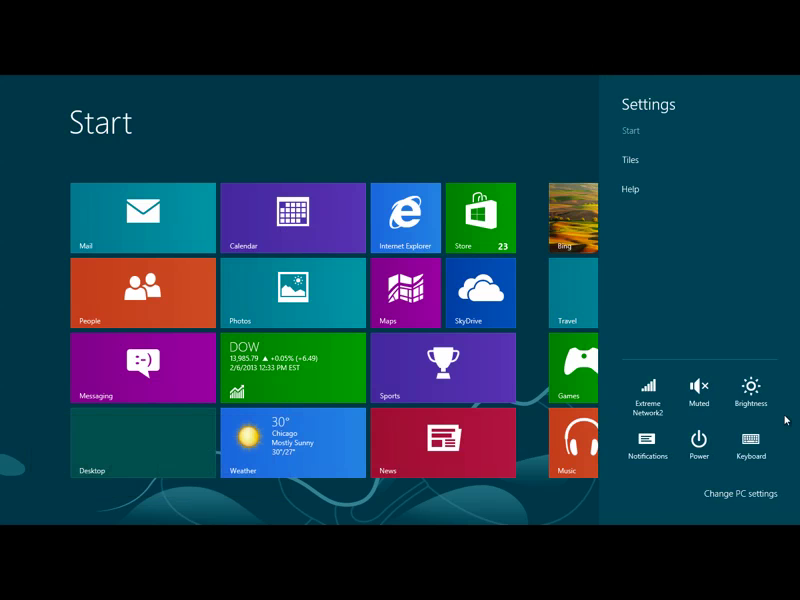 Start
Mail
Calendar
Internet Explorer
Store
23
Bing
People
Photos
Maps
SkyDrive
Travel
Messaging
DOW
13,985.79 ▲ +0.05% (+6.49)
2/6/2013 12:33 PM EST
Sports
Games
Desktop
30°
Chicago
Mostly Sunny
30°/27°
Weather
News
Music
Settings
Start
Tiles
Help
Extreme
Network2
Muted
Brightness
Notifications
Power
Keyboard
Change PC settings